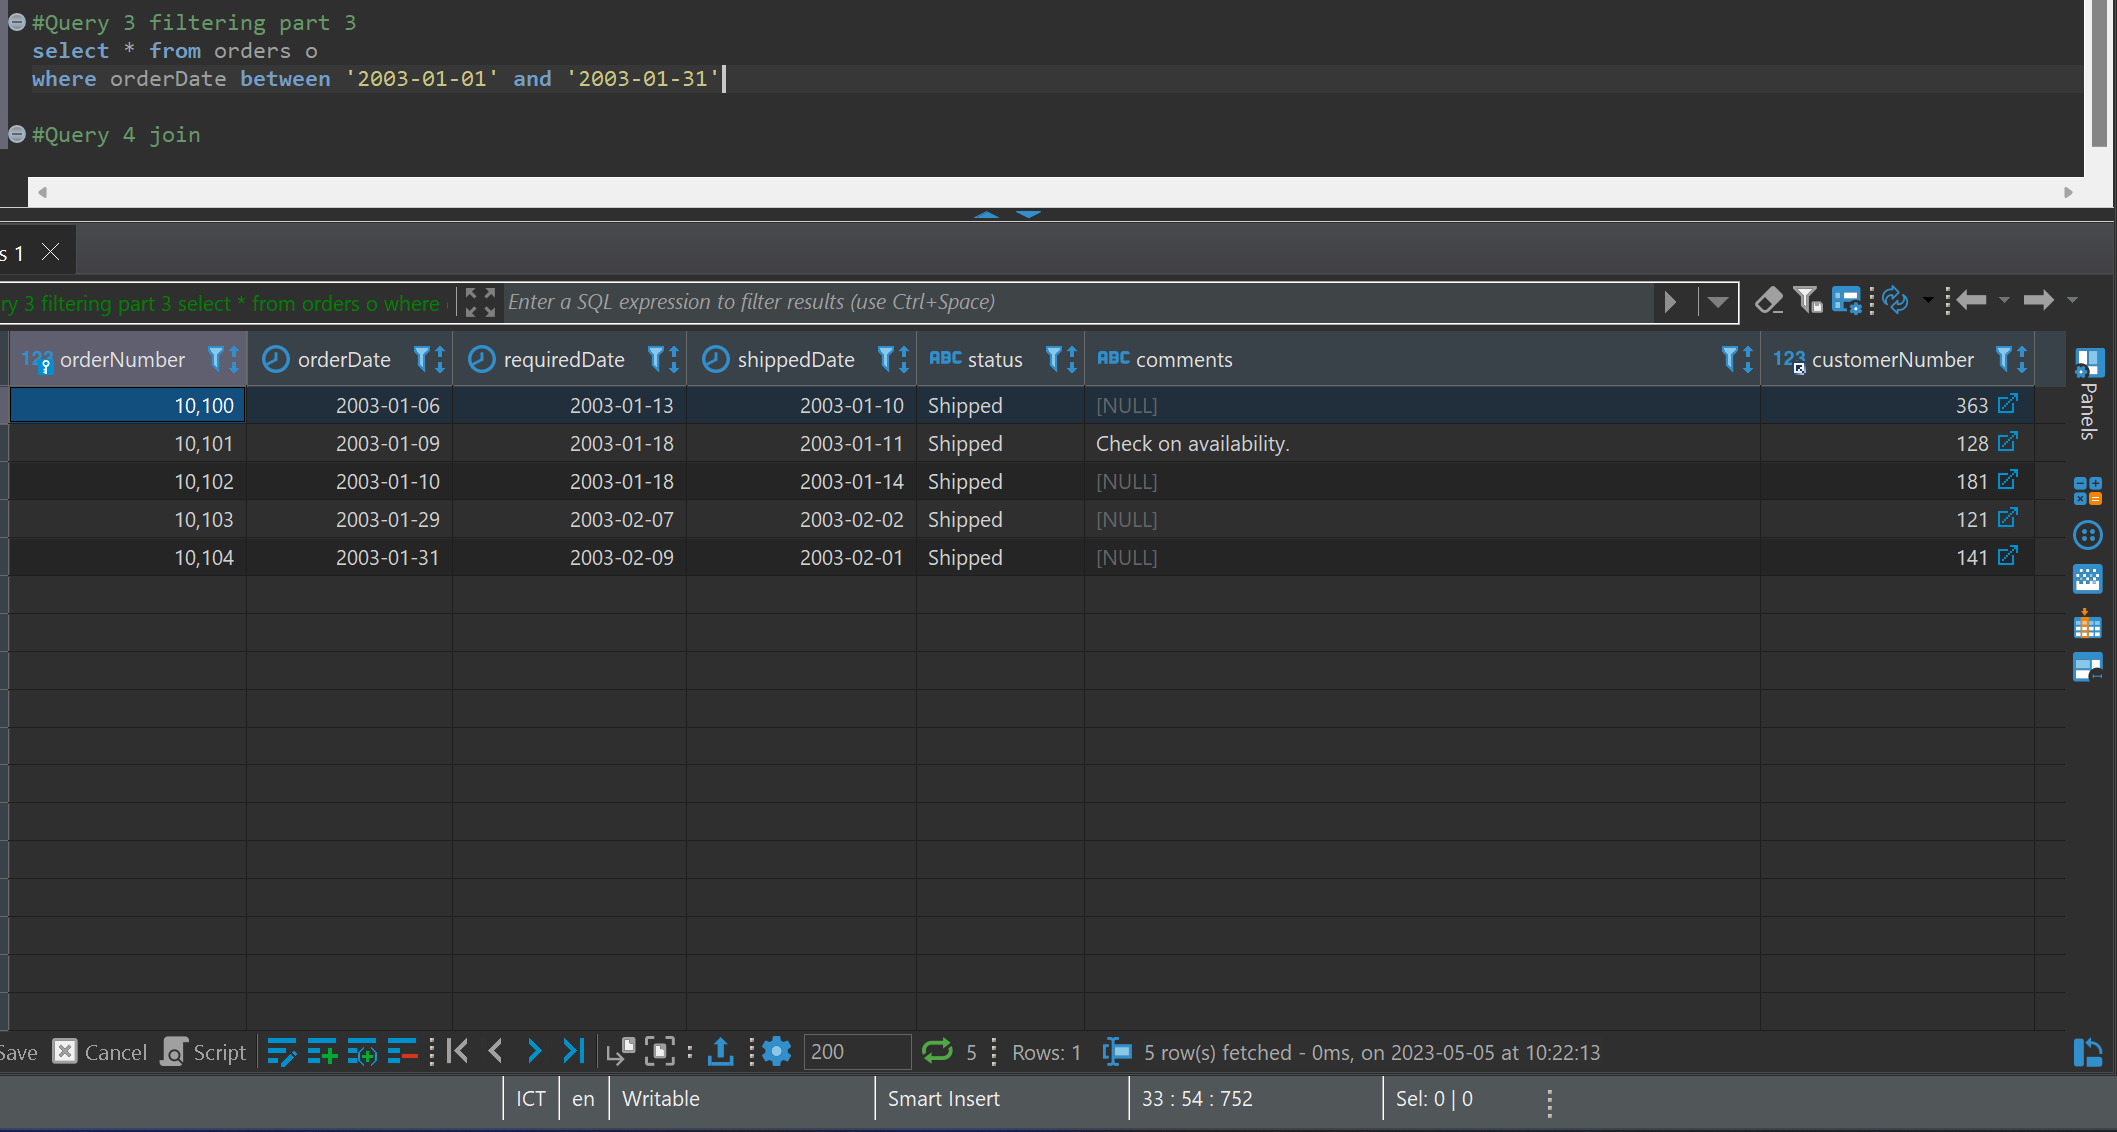 #Query 3 filtering part 3
select * from orders o
where orderDate between '2003-01-01' and '2003-01-31'
#Query 4 join
s 1
ry 3 filtering part 3 select * from orders o where
Enter a SQL expression to filter results (use Ctrl+Space)
123 orderNumber orderDate requiredDate shippedDate ABC status ABC comments 123 customerNumber
10,100 2003-01-06 2003-01-13 2003-01-10 Shipped [NULL] 363
10,101 2003-01-09 2003-01-18 2003-01-11 Shipped Check on availability. 128
10,102 2003-01-10 2003-01-18 2003-01-14 Shipped [NULL] 181
10,103 2003-01-29 2003-02-07 2003-02-02 Shipped [NULL] 121
10,104 2003-01-31 2003-02-09 2003-02-01 Shipped [NULL] 141
Panels
Save Cancel Script 200 5 Rows: 1 5 row(s) fetched - 0ms, on 2023-05-05 at 10:22:13
ICT en Writable Smart Insert 33 : 54 : 752 Sel: 0 | 0